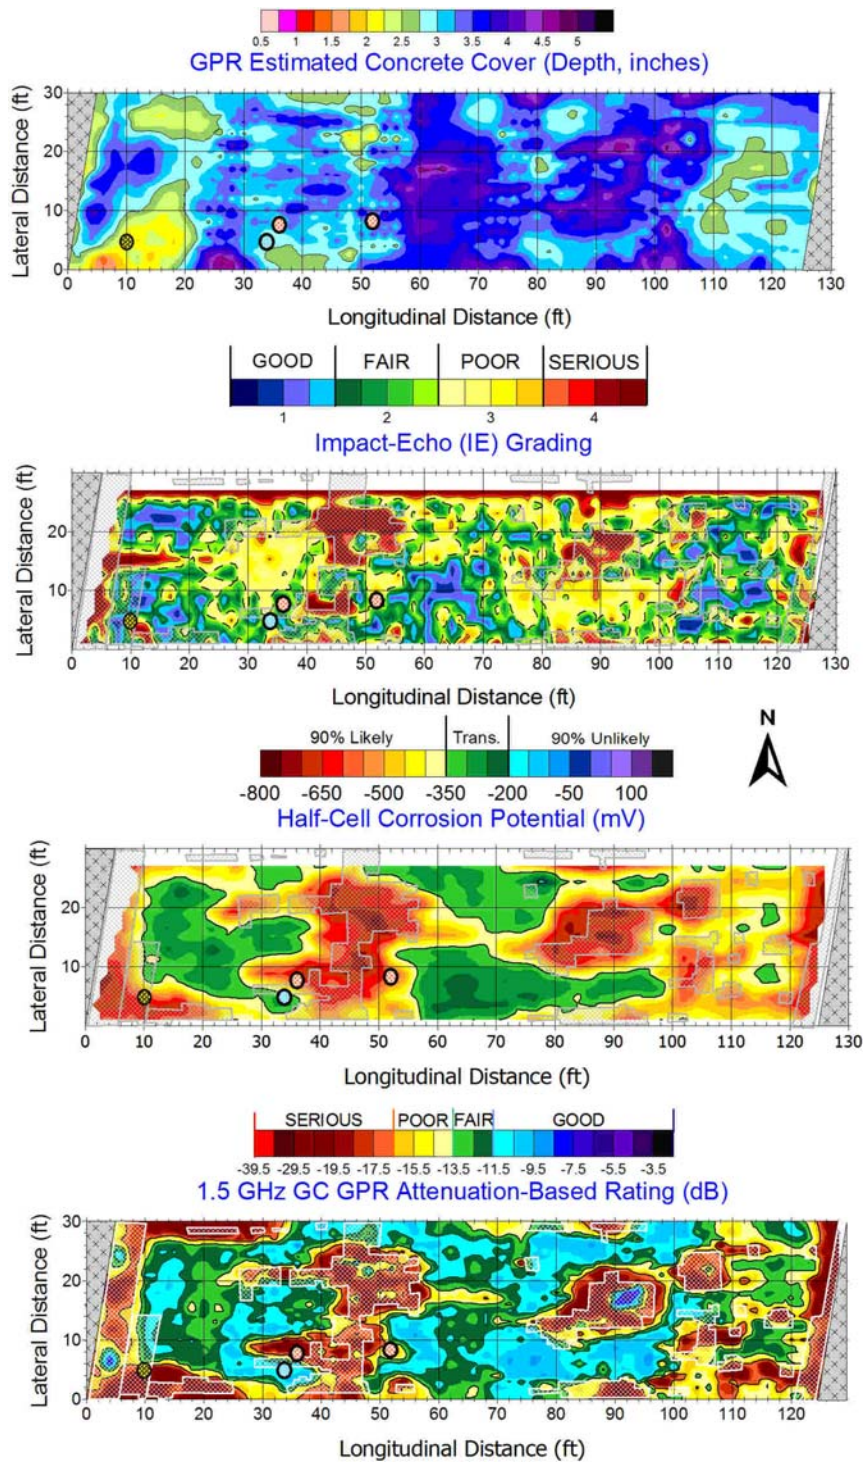 0.5 1 1.5 2 2.5 3 3.5 4 4.5 5
GPR Estimated Concrete Cover (Depth, inches)
Lateral Distance (ft)
30
20
10
0
0 10 20 30 40 50 60 70 80 90 100 110 120 130
Longitudinal Distance (ft)
GOOD FAIR POOR SERIOUS
1 2 3 4
Impact-Echo (IE) Grading
Lateral Distance (ft)
20
10
0 10 20 30 40 50 60 70 80 90 100 110 120 130
Longitudinal Distance (ft)
N
90% Likely Trans. 90% Unlikely
-800 -650 -500 -350 -200 -50 100
Half-Cell Corrosion Potential (mV)
Lateral Distance (ft)
20
10
0 10 20 30 40 50 60 70 80 90 100 110 120 130
Longitudinal Distance (ft)
SERIOUS POOR FAIR GOOD
-39.5 -29.5 -17.5 -15.5 -13.5 -11.5 -9.5 -7.5 -5.5 -3.5
1.5 GHz GC GPR Attenuation-Based Rating (dB)
Lateral Distance (ft)
30
20
10
0
0 10 20 30 40 50 60 70 80 90 100 110 120
Longitudinal Distance (ft)